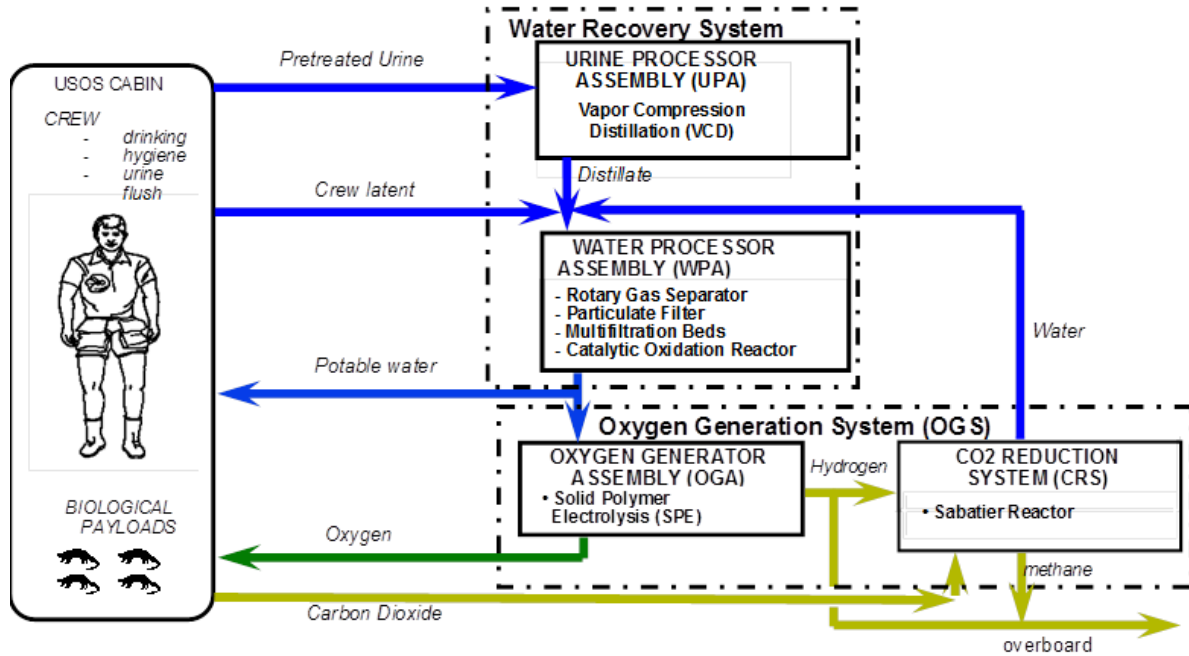 Water Recovery System
Pretreated Urine
URINE PROCESSOR
ASSEMBLY (UPA)
Vapor Compression
Distillation (VCD)
USOS CABIN
CREW
- drinking
- hygiene
- urine
flush
Distillate
Crew latent
WATER PROCESSOR
ASSEMBLY (WPA)
- Rotary Gas Separator
- Particulate Filter
- Multifiltration Beds
- Catalytic Oxidation Reactor
Water
Potable water
Oxygen Generation System (OGS)
OXYGEN GENERATOR
ASSEMBLY (OGA)
• Solid Polymer
Electrolysis (SPE)
Hydrogen
CO2 REDUCTION
SYSTEM (CRS)
• Sabatier Reactor
BIOLOGICAL
PAYLOADS
Oxygen
methane
Carbon Dioxide
overboard